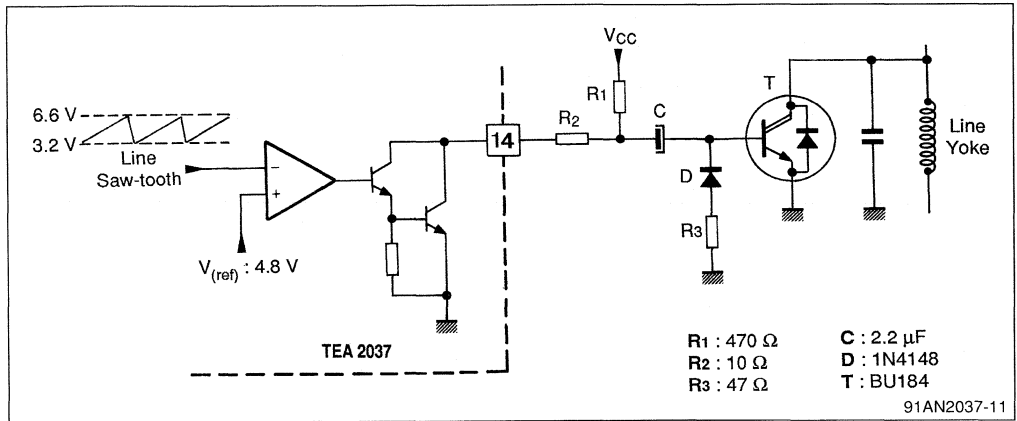 6.6 V
3.2 V
Line
Saw-tooth
−
+
V(ref) : 4.8 V
TEA 2037
14
R2
VCC
R1
C
D
R3
T
Line
Yoke
R1 : 470 Ω
R2 : 10 Ω
R3 : 47 Ω
C : 2.2 μF
D : 1N4148
T : BU184
91AN2037-11